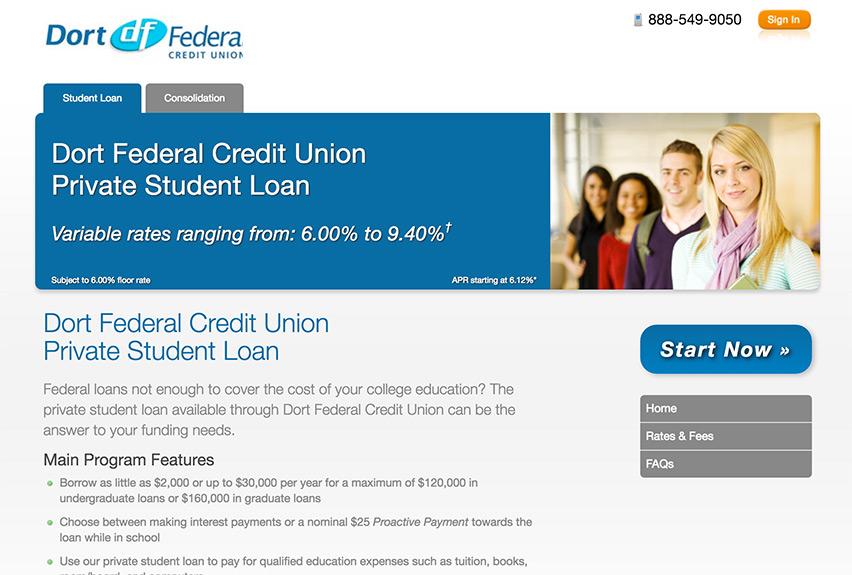 Dort df Federa
CREDIT UNION
888-549-9050
Sign In
Student Loan
Consolidation
Dort Federal Credit Union
Private Student Loan
Variable rates ranging from: 6.00% to 9.40%†
Subject to 6.00% floor rate
APR starting at 6.12%*
Dort Federal Credit Union
Private Student Loan
Federal loans not enough to cover the cost of your college education? The
private student loan available through Dort Federal Credit Union can be the
answer to your funding needs.
Main Program Features
Borrow as little as $2,000 or up to $30,000 per year for a maximum of $120,000 in
undergraduate loans or $160,000 in graduate loans
Choose between making interest payments or a nominal $25 Proactive Payment towards the
loan while in school
Use our private student loan to pay for qualified education expenses such as tuition, books,
Start Now »
Home
Rates & Fees
FAQs